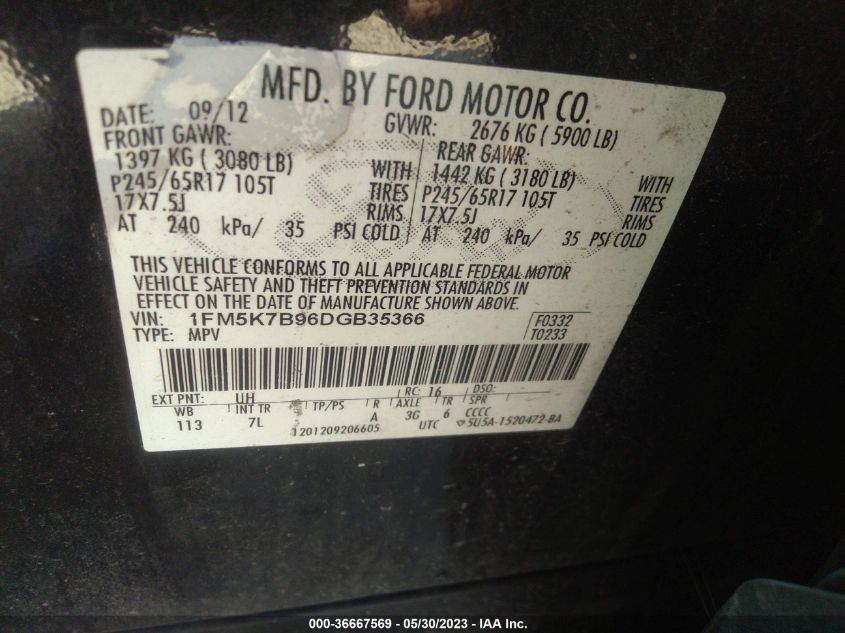 MFD. BY FORD MOTOR CO.
DATE: 09/12 GVWR: 2676 KG ( 5900 LB)
FRONT GAWR: REAR GAWR:
1397 KG ( 3080 LB) WITH 1442 KG ( 3180 LB) WITH
P245/65R17 105T TIRES P245/65R17 105T TIRES
17X7.5J RIMS 17X7.5J RIMS
AT 240 kPa/ 35 PSI COLD AT 240 kPa/ 35 PSI COLD
THIS VEHICLE CONFORMS TO ALL APPLICABLE FEDERAL MOTOR
VEHICLE SAFETY AND THEFT PREVENTION STANDARDS IN
EFFECT ON THE DATE OF MANUFACTURE SHOWN ABOVE.
VIN: 1FM5K7B96DGB35366 F0332
TYPE: MPV T0233
EXT PNT: UH RC: 16 DSO:
WB INT TR TP/PS R AXLE TR SPR
113 7L A 3G 6 CCCC
1201209206605 UTC 5U5A-1520472-BA
000-36667569 — 05/30/2023 — IAA Inc.